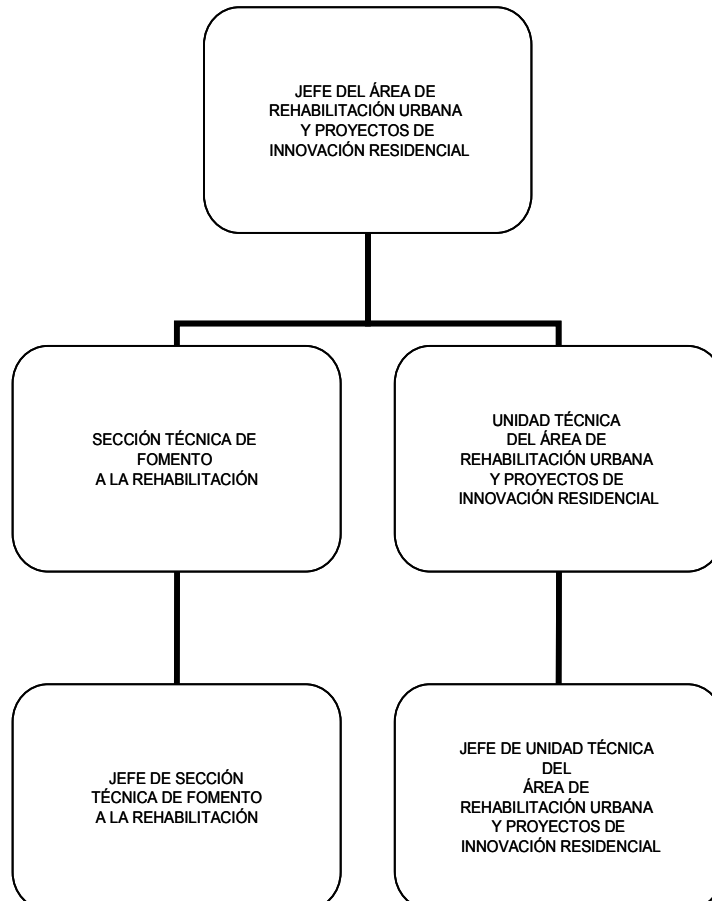 JEFE DEL ÁREA DE
REHABILITACIÓN URBANA
Y PROYECTOS DE
INNOVACIÓN RESIDENCIAL
SECCIÓN TÉCNICA DE
FOMENTO
A LA REHABILITACIÓN
UNIDAD TÉCNICA
DEL ÁREA DE
REHABILITACIÓN URBANA
Y PROYECTOS DE
INNOVACIÓN RESIDENCIAL
JEFE DE SECCIÓN
TÉCNICA DE FOMENTO
A LA REHABILITACIÓN
JEFE DE UNIDAD TÉCNICA
DEL
ÁREA DE
REHABILITACIÓN URBANA
Y PROYECTOS DE
INNOVACIÓN RESIDENCIAL